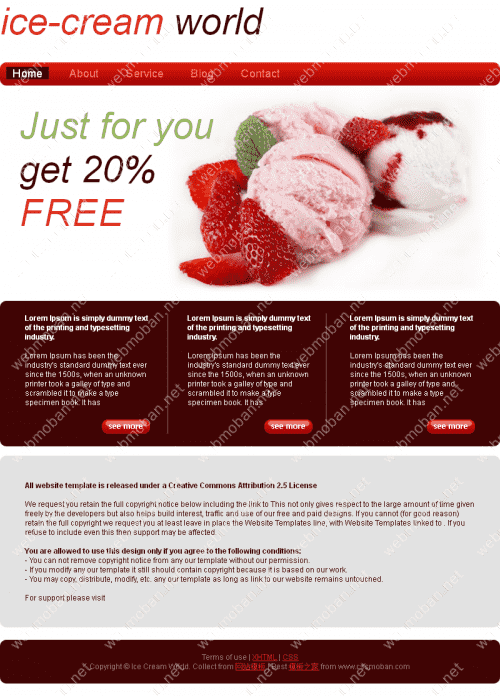 ice-cream world
Home About Service Blog Contact
Just for you
get 20%
FREE
Lorem Ipsum is simply dummy text
of the printing and typesetting
industry.
Lorem Ipsum has been the
industry's standard dummy text ever
since the 1500s, when an unknown
printer took a galley of type and
scrambled it to make a type
specimen book. It has
see more
Lorem Ipsum is simply dummy text
of the printing and typesetting
industry.
Lorem Ipsum has been the
industry's standard dummy text ever
since the 1500s, when an unknown
printer took a galley of type and
scrambled it to make a type
specimen book. It has
see more
Lorem Ipsum is simply dummy text
of the printing and typesetting
industry.
Lorem Ipsum has been the
industry's standard dummy text ever
since the 1500s, when an unknown
printer took a galley of type and
scrambled it to make a type
specimen book. It has
see more
All website template is released under a Creative Commons Attribution 2.5 License
We request you retain the full copyright notice below including the link to This not only gives respect to the large amount of time given
freely by the developers but also helps build interest, traffic and use of our free and paid designs. If you cannot (for good reason)
retain the full copyright we request you at least leave in place the Website Templates line, with Website Templates linked to . If you
refuse to include even this then support may be affected.
You are allowed to use this design only if you agree to the following conditions:
- You can not remove copyright notice from any our template without our permission.
- If you modify any our template it still should contain copyright because it is based on our work.
- You may copy, distribute, modify, etc. any our template as long as link to our website remains untouched.
For support please visit
Terms of use | XHTML | CSS
Copyright © Ice Cream World. Collect from 网站模板 Best 模板之家 from www.cssmoban.com
webmoban.net